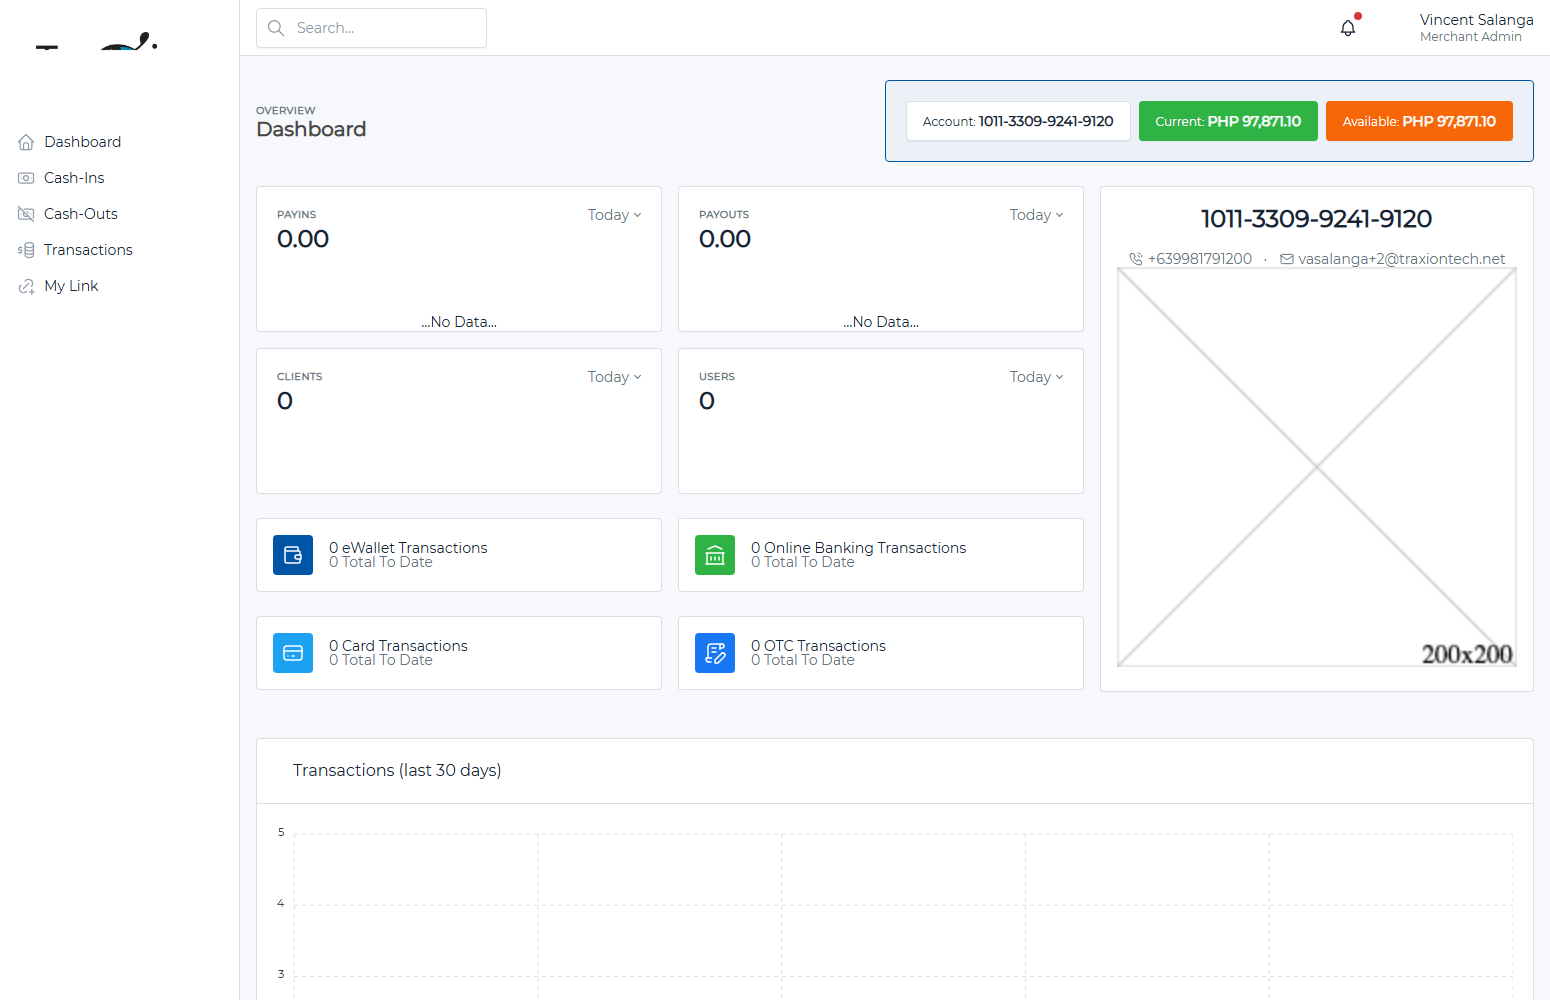 Search...
Vincent Salanga
Merchant Admin
Dashboard
Cash-Ins
Cash-Outs
Transactions
My Link
OVERVIEW
Dashboard
Account: 1011-3309-9241-9120
Current: PHP 97,871.10
Available: PHP 97,871.10
PAYINS
Today
0.00
...No Data...
PAYOUTS
Today
0.00
...No Data...
1011-3309-9241-9120
+639981791200 · vasalanga+2@traxiontech.net
200x200
CLIENTS
Today
0
USERS
Today
0
0 eWallet Transactions
0 Total To Date
0 Online Banking Transactions
0 Total To Date
0 Card Transactions
0 Total To Date
0 OTC Transactions
0 Total To Date
Transactions (last 30 days)
5
4
3